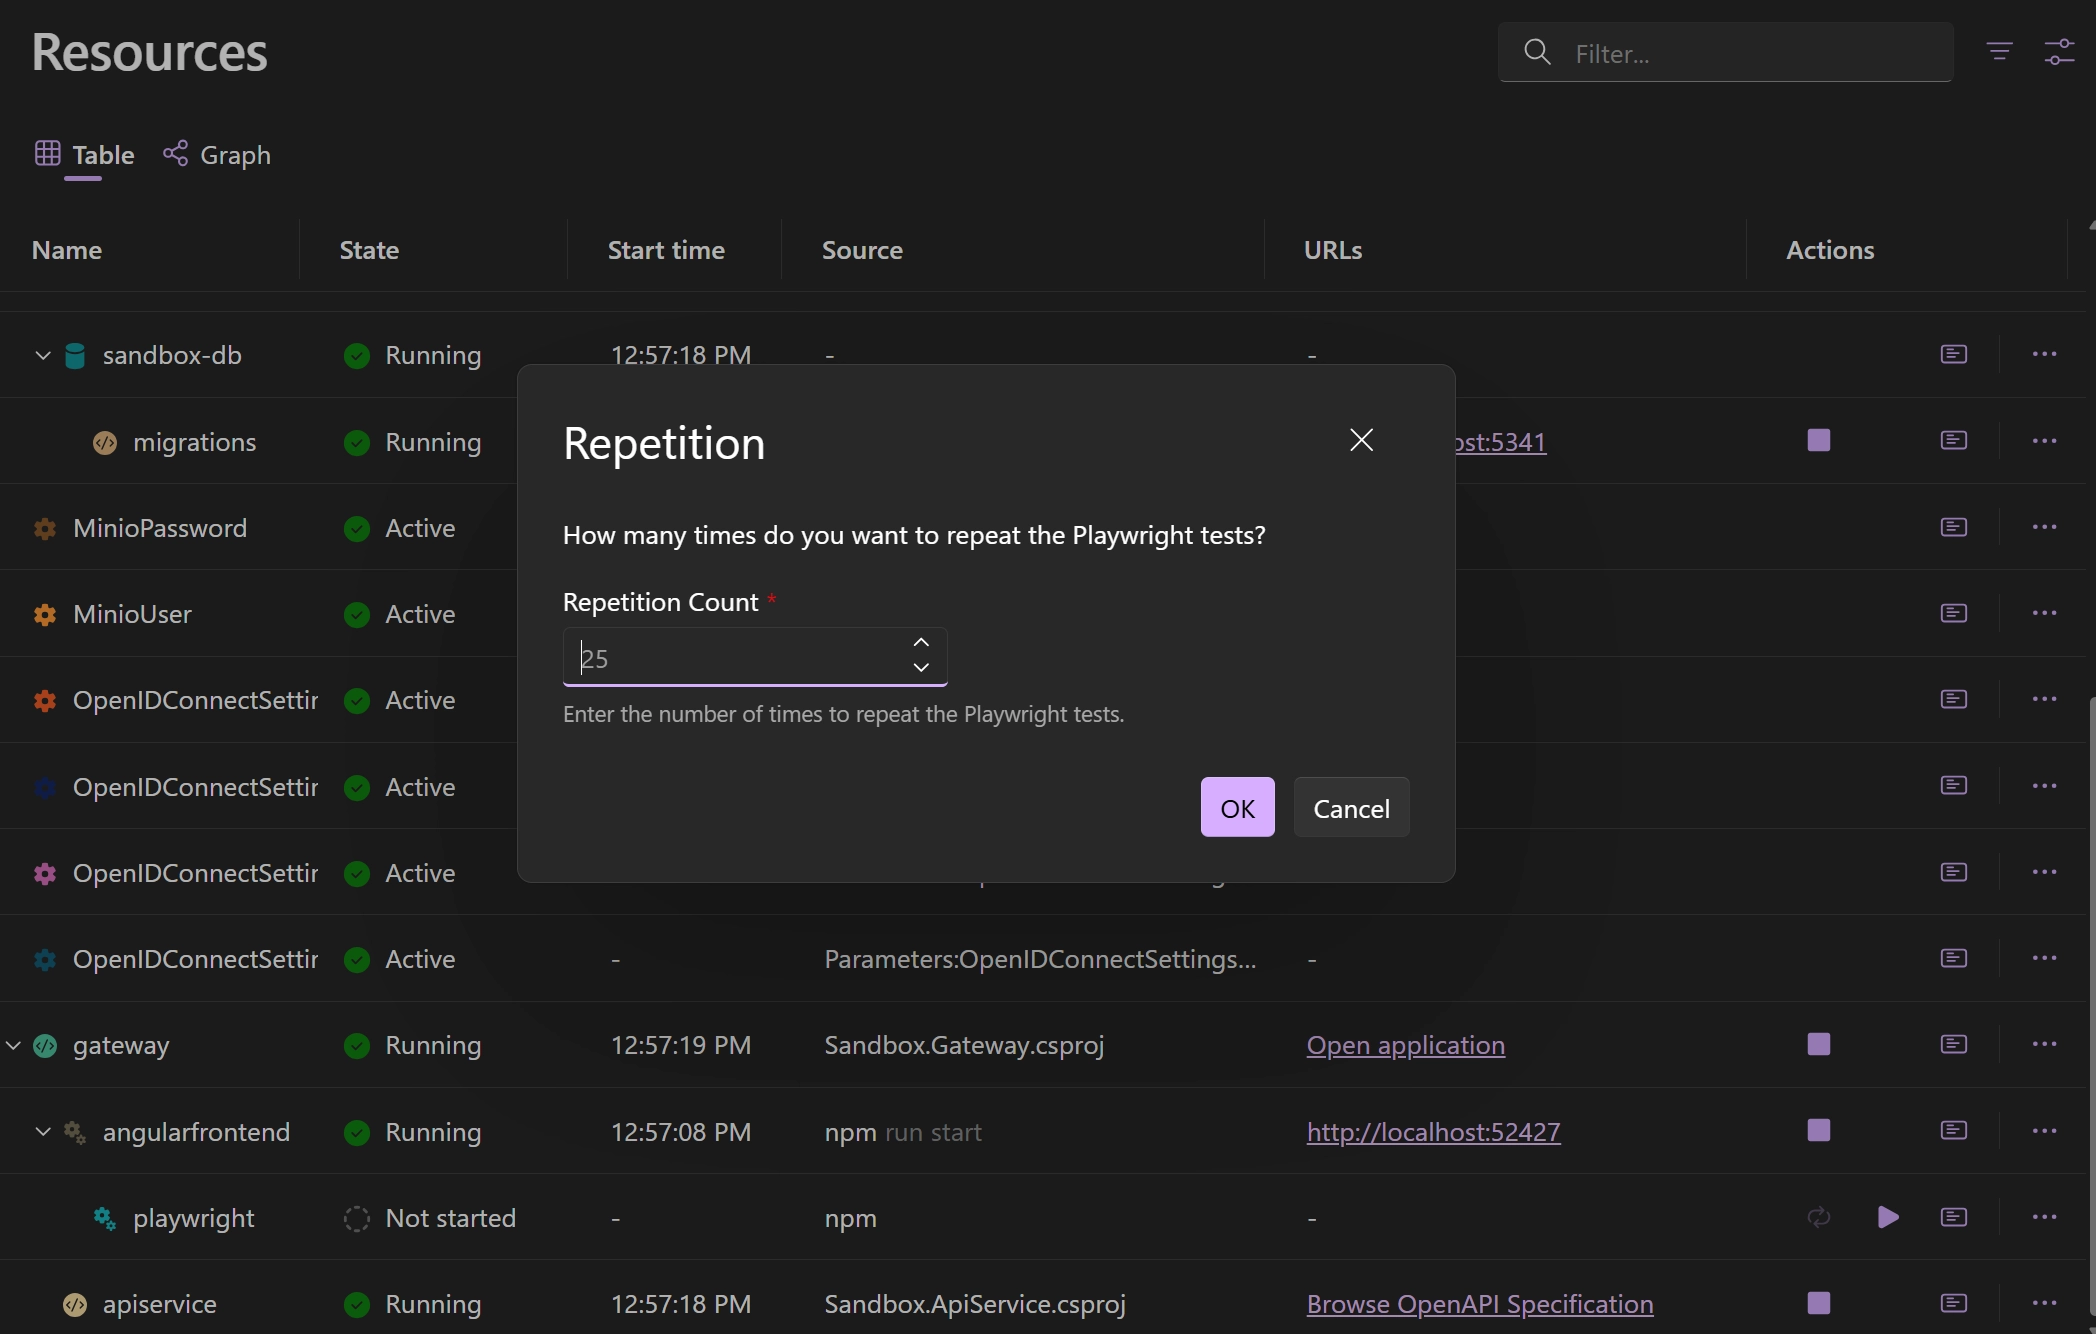 Resources
Filter...
Table Graph
Name State Start time Source URLs Actions
sandbox-db Running 12:57:18 PM - -
migrations Running ost:5341
MinioPassword Active
MinioUser Active
OpenIDConnectSettin Active
OpenIDConnectSettin Active
OpenIDConnectSettin Active
OpenIDConnectSettin Active - Parameters:OpenIDConnectSettings... -
gateway Running 12:57:19 PM Sandbox.Gateway.csproj Open application
angularfrontend Running 12:57:08 PM npm run start http://localhost:52427
playwright Not started - npm -
apiservice Running 12:57:18 PM Sandbox.ApiService.csproj Browse OpenAPI Specification
Repetition
How many times do you want to repeat the Playwright tests?
Repetition Count *
25
Enter the number of times to repeat the Playwright tests.
OK Cancel